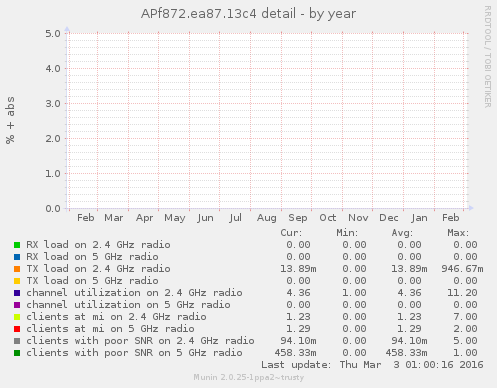 APf872.ea87.13c4 detail - by year
RRDTOOL / TOBI OETIKER
% + abs
5.0
4.0
3.0
2.0
1.0
0.0
Feb Mar Apr May Jun Jul Aug Sep Oct Nov Dec Jan Feb
Cur: Min: Avg: Max:
RX load on 2.4 GHz radio 0.00 0.00 0.00 0.00
RX load on 5 GHz radio 0.00 0.00 0.00 0.00
TX load on 2.4 GHz radio 13.89m 0.00 13.89m 946.67m
TX load on 5 GHz radio 0.00 0.00 0.00 0.00
channel utilization on 2.4 GHz radio 4.36 1.00 4.36 11.20
channel utilization on 5 GHz radio 0.00 0.00 0.00 0.00
clients at mi on 2.4 GHz radio 1.23 0.00 1.23 7.00
clients at mi on 5 GHz radio 1.29 0.00 1.29 2.00
clients with poor SNR on 2.4 GHz radio 94.10m 0.00 94.10m 5.00
clients with poor SNR on 5 GHz radio 458.33m 0.00 458.33m 1.00
Last update: Thu Mar 3 01:00:16 2016
Munin 2.0.25-1ppa2~trusty